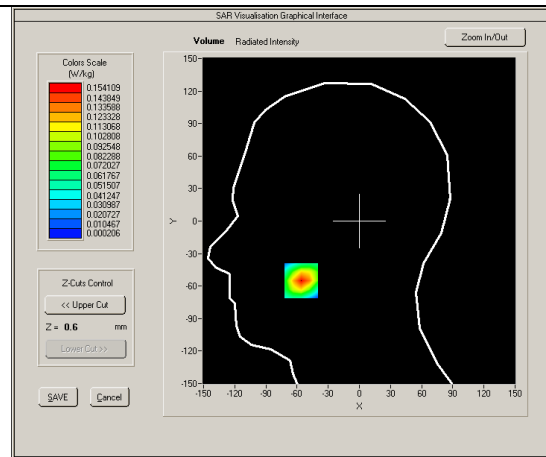 SAR Visualisation Graphical Interface
Volume Radiated Intensity
Zoom In/Out
Colors Scale
(W/kg)
0.154109
0.143849
0.133588
0.123328
0.113068
0.102808
0.092548
0.082288
0.072027
0.061767
0.051507
0.041247
0.030987
0.020727
0.010467
0.000206
Z-Cuts Control
<< Upper Cut
Z = 0.6 mm
Lower Cut >>
SAVE Cancel
150
120
90
60
30
0
-30
-60
-90
-120
-150
Y
-150 -120 -90 -60 -30 0 30 60 90 120 150
X